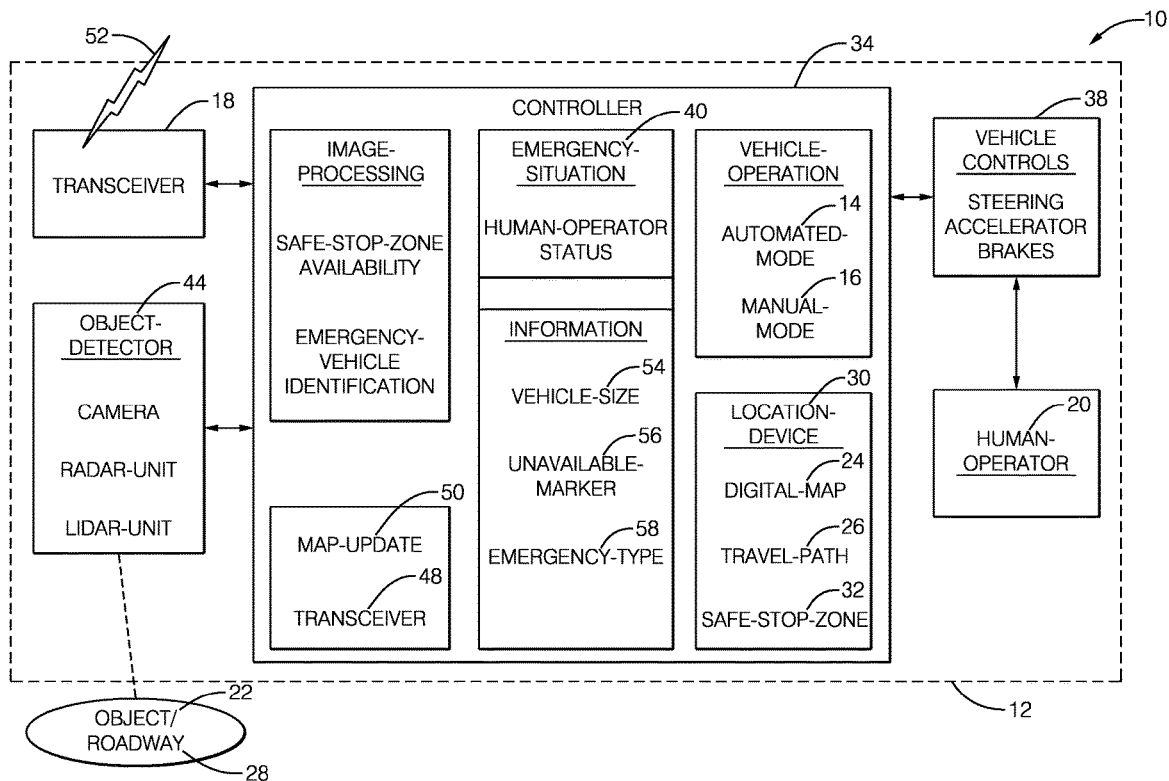 10
52
34
18
CONTROLLER
38
TRANSCEIVER
IMAGE-
PROCESSING
SAFE-STOP-ZONE
AVAILABILITY
EMERGENCY-
VEHICLE
IDENTIFICATION
40
EMERGENCY-
SITUATION
HUMAN-OPERATOR
STATUS
VEHICLE-
OPERATION
14
AUTOMATED-
MODE
16
MANUAL-
MODE
VEHICLE
CONTROLS
STEERING
ACCELERATOR
BRAKES
44
OBJECT-
DETECTOR
CAMERA
RADAR-UNIT
LIDAR-UNIT
INFORMATION
54
VEHICLE-SIZE
56
UNAVAILABLE-
MARKER
58
EMERGENCY-TYPE
30
LOCATION-
DEVICE
24
DIGITAL-MAP
26
TRAVEL-PATH
32
SAFE-STOP-ZONE
20
HUMAN-
OPERATOR
50
MAP-UPDATE
48
TRANSCEIVER
22
OBJECT/
ROADWAY
28
12